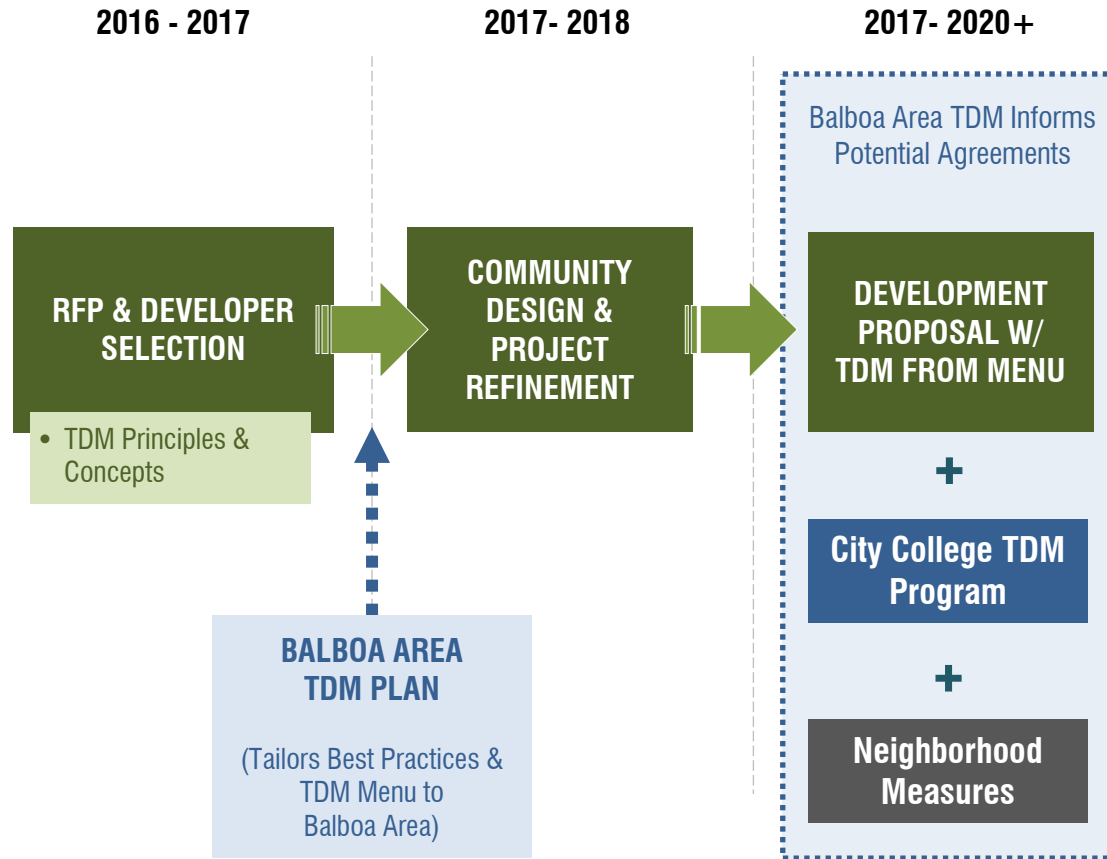 2016 - 2017
2017- 2018
2017- 2020+
Balboa Area TDM Informs
Potential Agreements
RFP & DEVELOPER
SELECTION
• TDM Principles &
Concepts
COMMUNITY
DESIGN &
PROJECT
REFINEMENT
DEVELOPMENT
PROPOSAL W/
TDM FROM MENU
+
City College TDM
Program
+
Neighborhood
Measures
BALBOA AREA
TDM PLAN
(Tailors Best Practices &
TDM Menu to
Balboa Area)